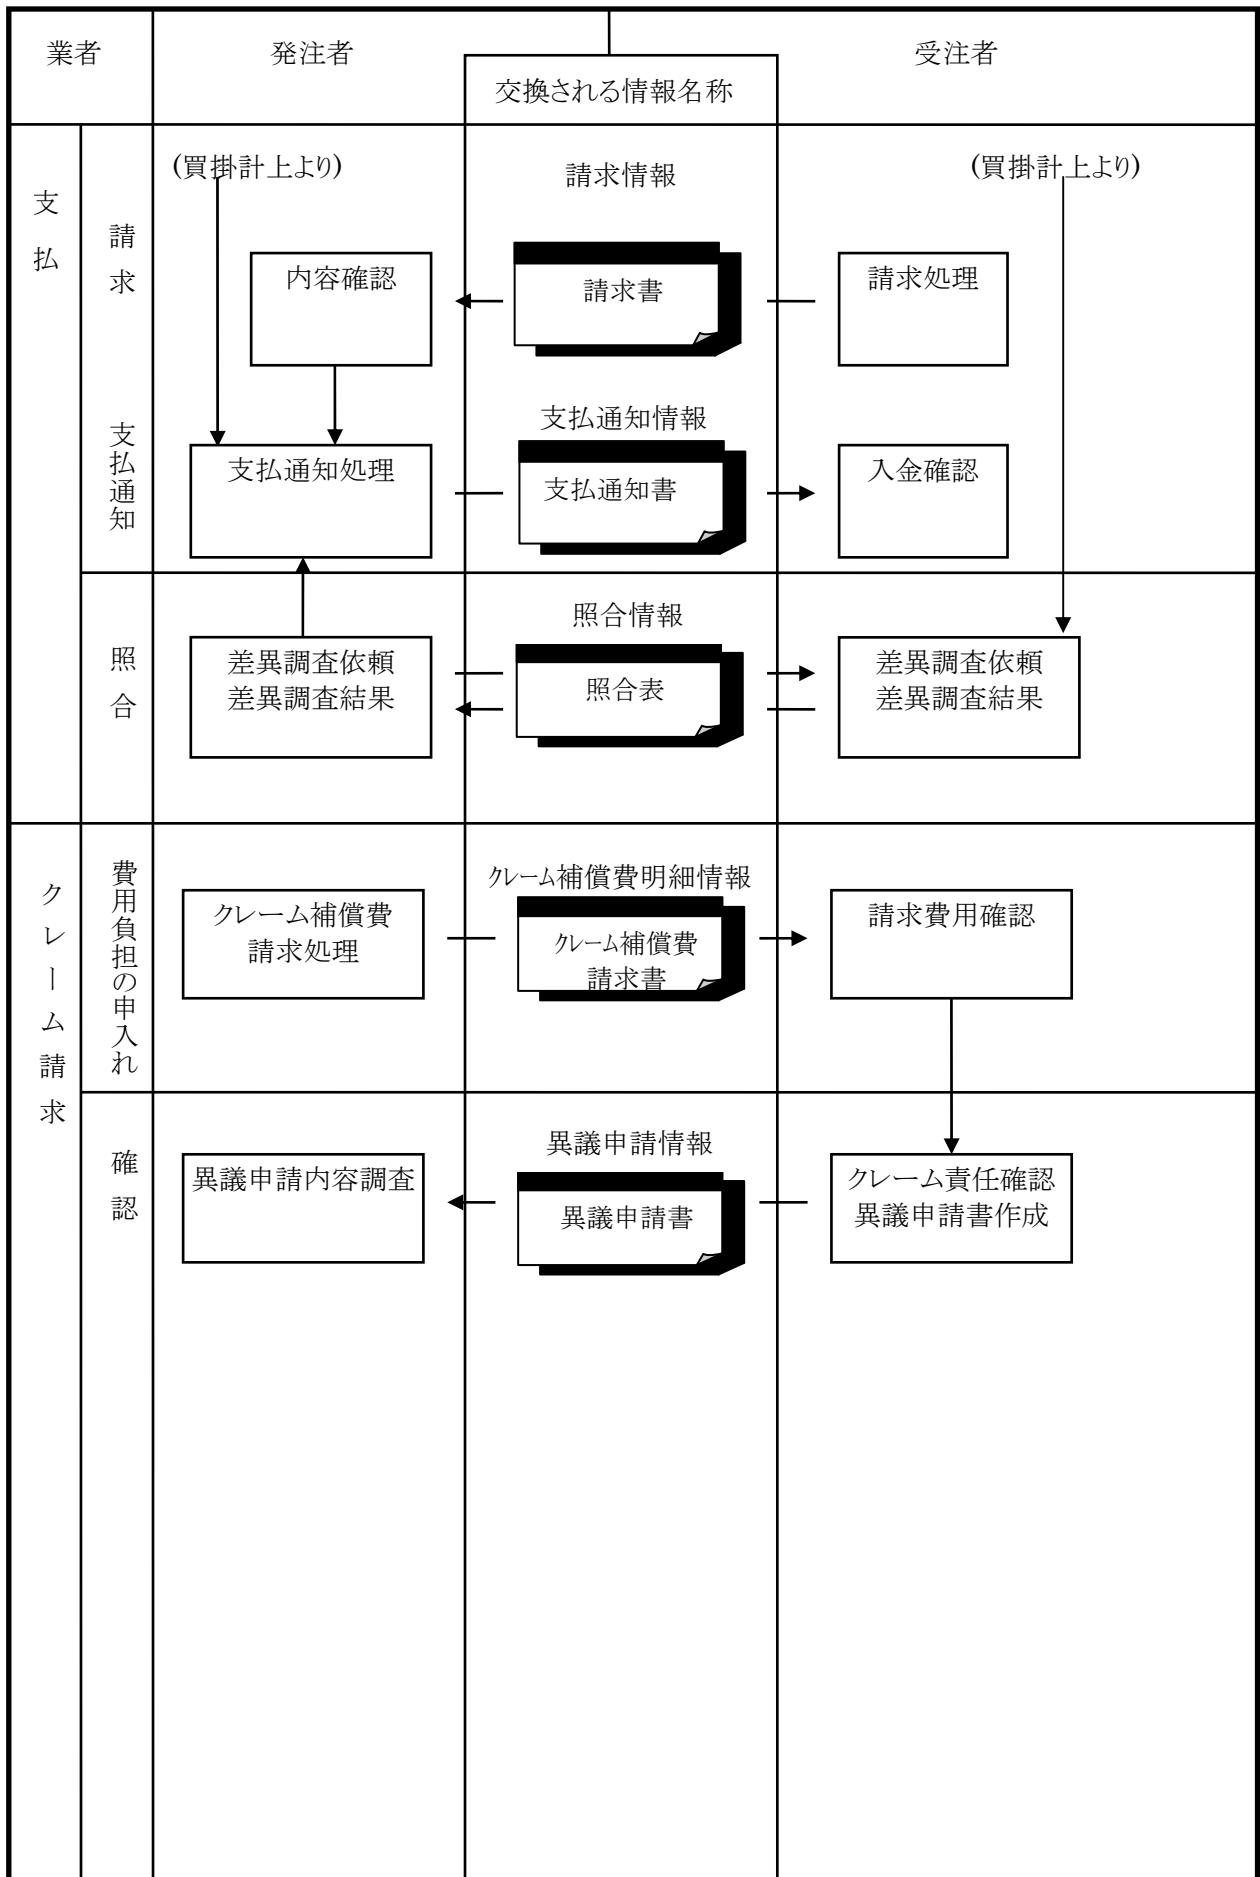 業者
発注者
受注者
交換される情報名称
支払
請求
(買掛計上より)
請求情報
(買掛計上より)
内容確認
請求書
請求処理
支払通知
支払通知情報
支払通知処理
支払通知書
入金確認
照合
照合情報
差異調査依頼
差異調査結果
照合表
差異調査依頼
差異調査結果
クレーム請求
費用負担の申入れ
クレーム補償費明細情報
クレーム補償費
請求処理
クレーム補償費
請求書
請求費用確認
確認
異議申請情報
異議申請内容調査
異議申請書
クレーム責任確認
異議申請書作成